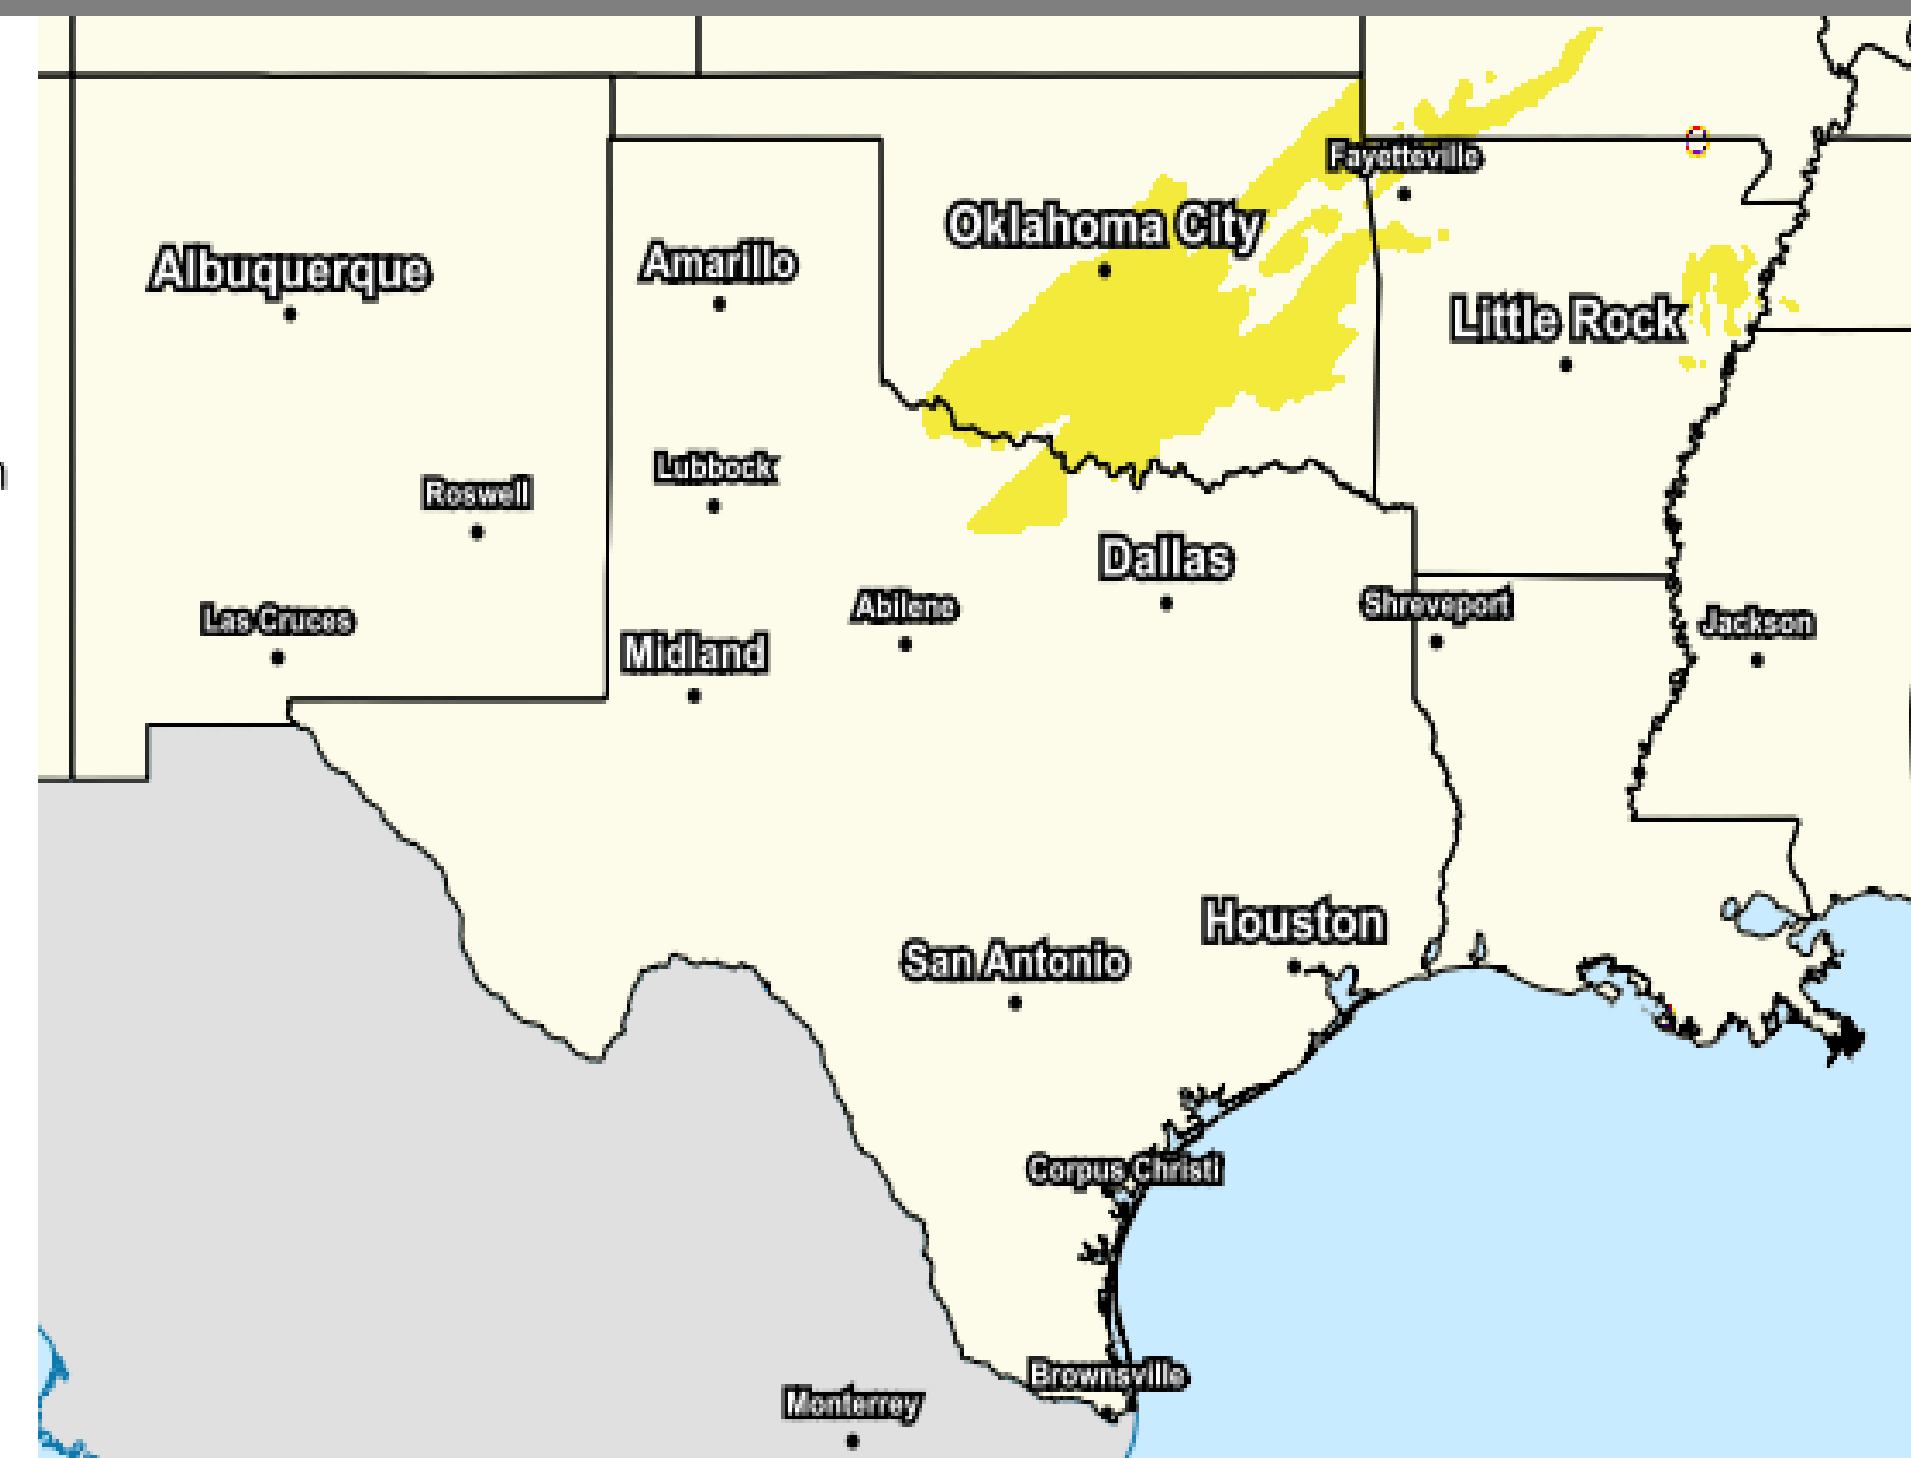 Fayetteville
Oklahoma City
Albuquerque
Amarillo
Little Rock
Lubbock
Roswell
Dallas
Abilene
Shreveport
Las Cruces
Jackson
Midland
Houston
San Antonio
Corpus Christi
Brownsville
Monterrey